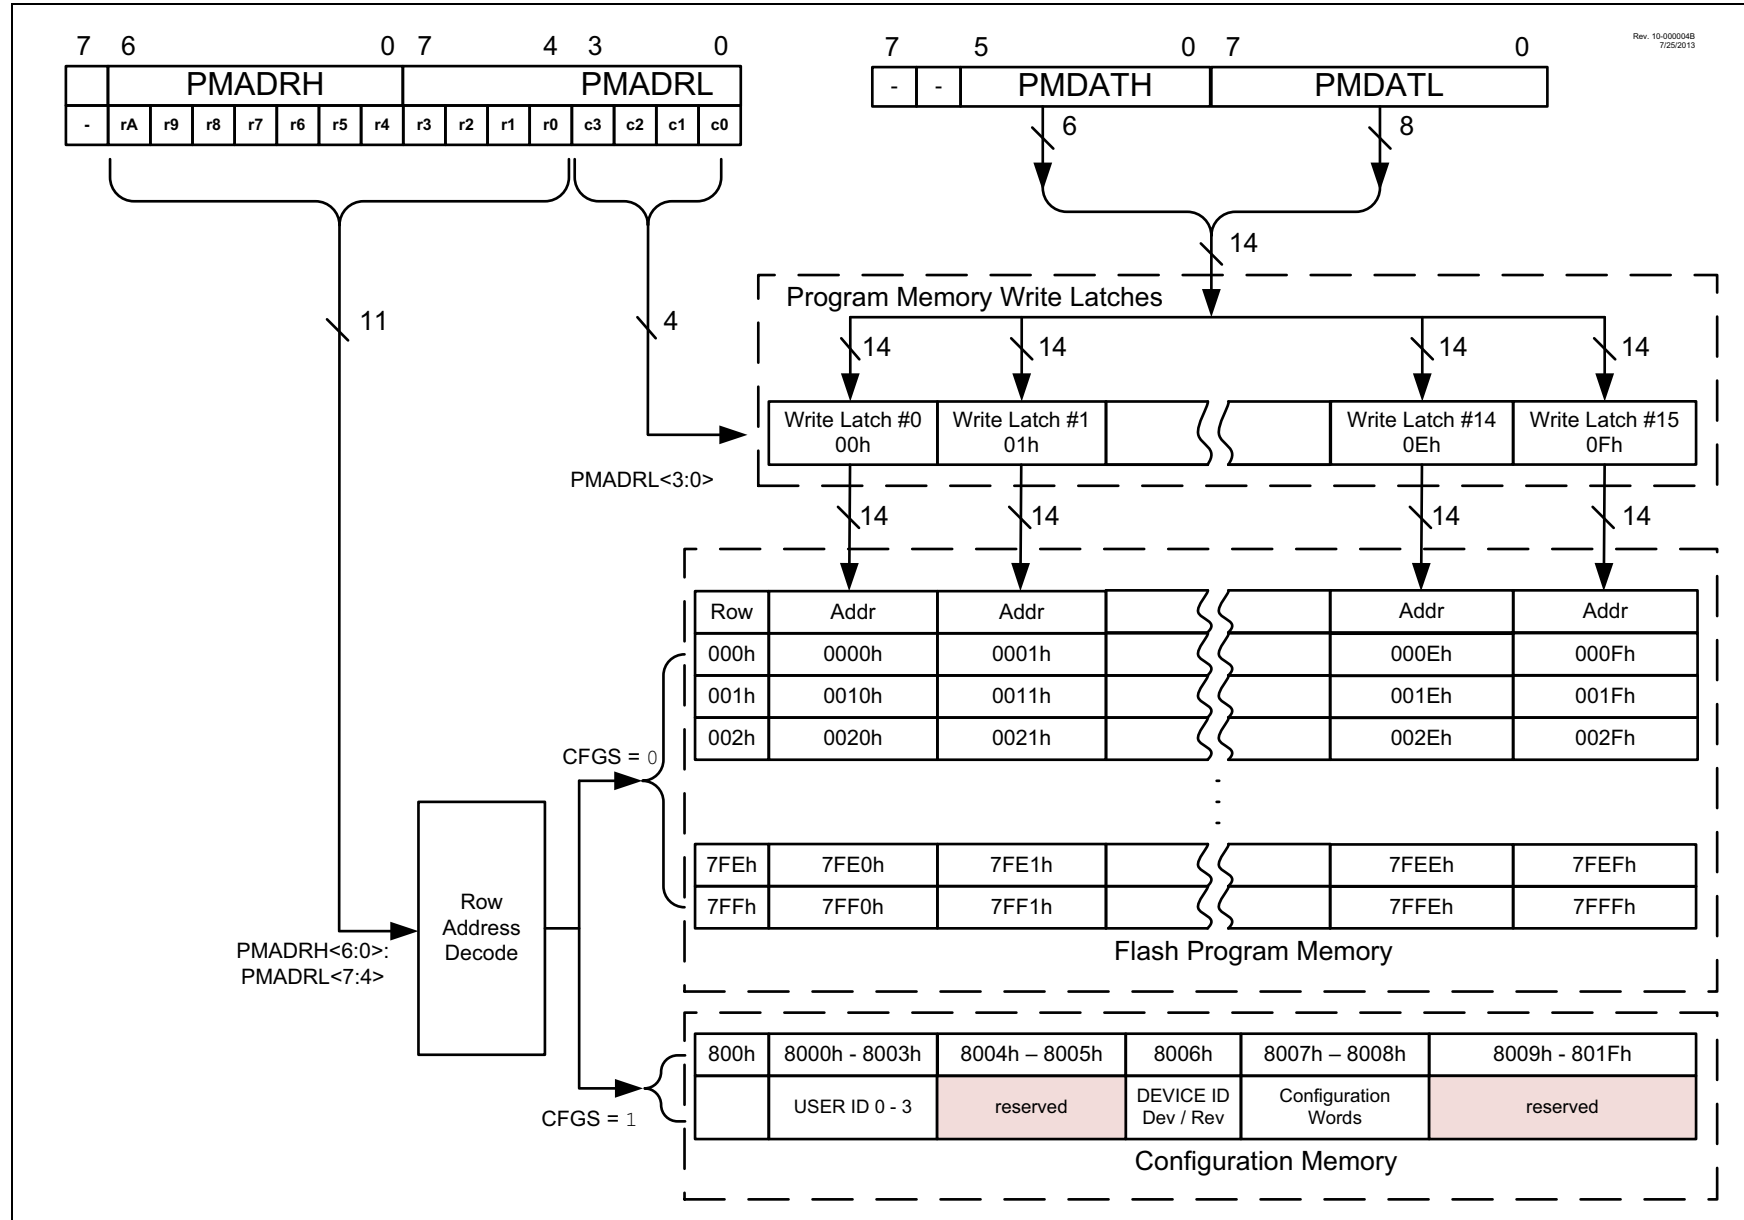 7 6 0 7 4 3 0
PMADRH PMADRL
- rA r9 r8 r7 r6 r5 r4 r3 r2 r1 r0 c3 c2 c1 c0
7 5 0 7 0
- - PMDATH PMDATL
Rev. 10-000004B
7/25/2013
6 8
14
11
4
Program Memory Write Latches
14 14 14 14
Write Latch #0
00h
Write Latch #1
01h
Write Latch #14
0Eh
Write Latch #15
0Fh
PMADRL<3:0>
14 14 14 14
Row Addr Addr Addr Addr
000h 0000h 0001h 000Eh 000Fh
001h 0010h 0011h 001Eh 001Fh
002h 0020h 0021h 002Eh 002Fh
CFGS = 0
7FEh 7FE0h 7FE1h 7FEEh 7FEFh
7FFh 7FF0h 7FF1h 7FFEh 7FFFh
Flash Program Memory
Row
Address
Decode
PMADRH<6:0>:
PMADRL<7:4>
800h 8000h - 8003h 8004h – 8005h 8006h 8007h – 8008h 8009h - 801Fh
USER ID 0 - 3
reserved
DEVICE ID
Dev / Rev
Configuration
Words
reserved
CFGS = 1
Configuration Memory